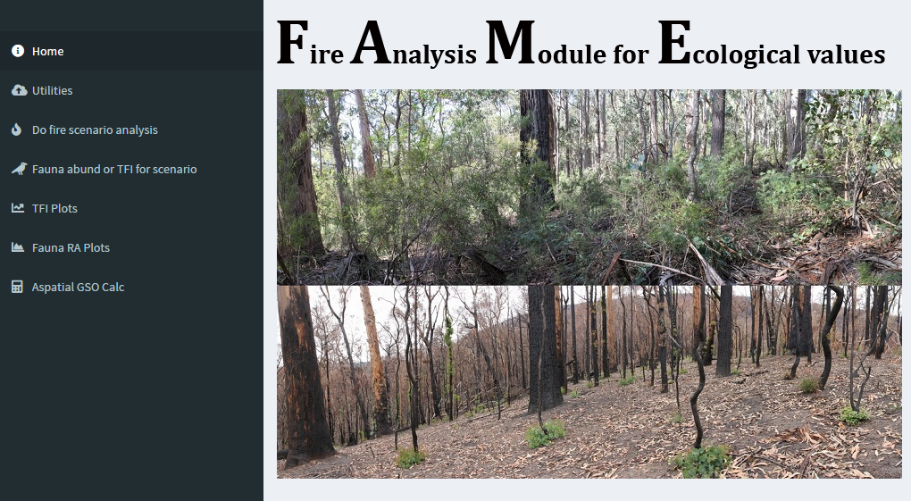 Home
Utilities
Do fire scenario analysis
Fauna abund or TFI for scenario
TFI Plots
Fauna RA Plots
Aspatial GSO Calc
Fire Analysis Module for Ecological values